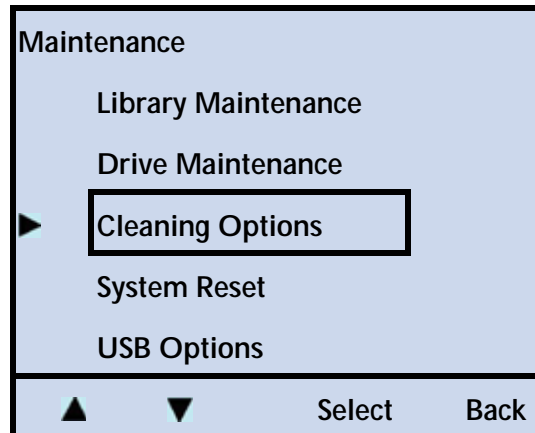 Maintenance
Library Maintenance
Drive Maintenance
Cleaning Options
System Reset
USB Options
Select Back